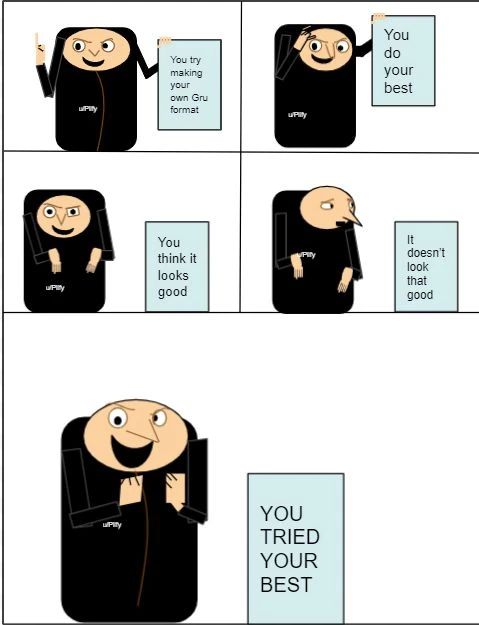 You try
making
your
own Gru
format
u/Plify
You
do
your
best
u/Plify
You
think it
looks
good
u/Plify
It
doesn't
look
that
good
u/Plify
YOU
TRIED
YOUR
BEST
u/Plify